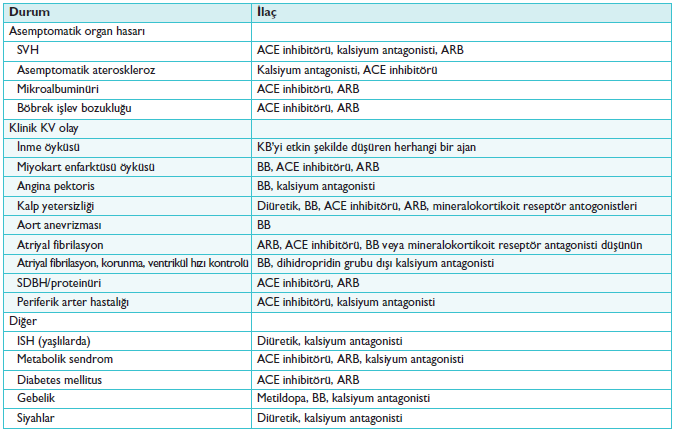 Durum İlaç
Asemptomatik organ hasarı
SVH ACE inhibitörü, kalsiyum antagonisti, ARB
Asemptomatik ateroskleroz Kalsiyum antagonisti, ACE inhibitörü
Mikroalbuminüri ACE inhibitörü, ARB
Böbrek işlev bozukluğu ACE inhibitörü, ARB
Klinik KV olay
İnme öyküsü KB'yi etkin şekilde düşüren herhangi bir ajan
Miyokart enfarktüsü öyküsü BB, ACE inhibitörü, ARB
Angina pektoris BB, kalsiyum antagonisti
Kalp yetersizliği Diüretik, BB, ACE inhibitörü, ARB, mineralokortikoit reseptör antogonistleri
Aort anevrizması BB
Atriyal fibrilasyon ARB, ACE inhibitörü, BB veya mineralokortikoit reseptör antagonisti düşünün
Atriyal fibrilasyon, korunma, ventrikül hızı kontrolü BB, dihidropridin grubu dışı kalsiyum antagonisti
SDBH/proteinüri ACE inhibitörü, ARB
Periferik arter hastalığı ACE inhibitörü, kalsiyum antagonisti
Diğer
ISH (yaşlılarda) Diüretik, kalsiyum antagonisti
Metabolik sendrom ACE inhibitörü, ARB, kalsiyum antagonisti
Diabetes mellitus ACE inhibitörü, ARB
Gebelik Metildopa, BB, kalsiyum antagonisti
Siyahlar Diüretik, kalsiyum antagonisti